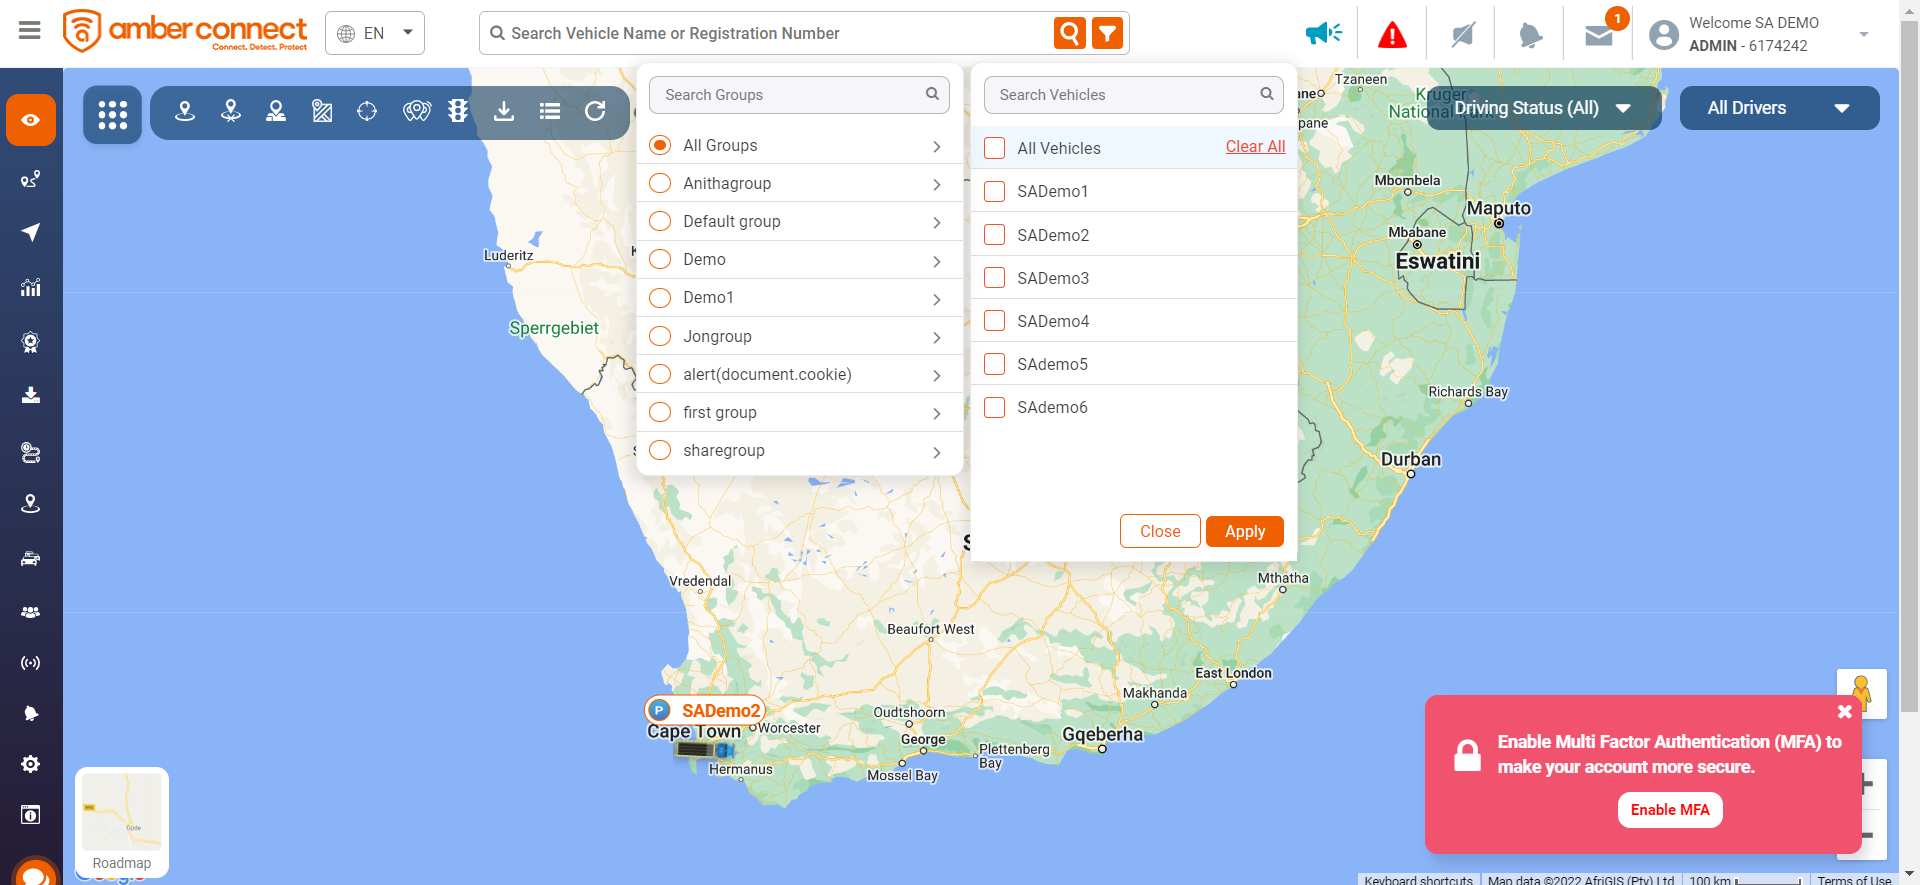 amber connect
Connect. Detect. Protect
EN
Search Vehicle Name or Registration Number
1
Welcome SA DEMO
ADMIN - 6174242
Search Groups
All Groups
Anithagroup
Default group
Demo
Demo1
Jongroup
alert(document.cookie)
first group
sharegroup
Search Vehicles
All Vehicles
Clear All
SADemo1
SADemo2
SADemo3
SADemo4
SAdemo5
SAdemo6
Close
Apply
Driving Status (All)
All Drivers
Tzaneen
Kruger
National
Mbombela
Maputo
Mbabane
Eswatini
Luderitz
Sperrgebiet
Richards Bay
Durban
Mthatha
Vredendal
Beaufort West
East London
Makhanda
P SADemo2
Cape Town
Worcester
Oudtshoorn
George
Gqeberha
Plettenberg
Bay
Hermanus
Mossel Bay
Enable Multi Factor Authentication (MFA) to
make your account more secure.
Enable MFA
Gode
Roadmap
Keyboard shortcuts
Map data ©2022 AfriGIS (Pty) Ltd
100 km
Terms of Use